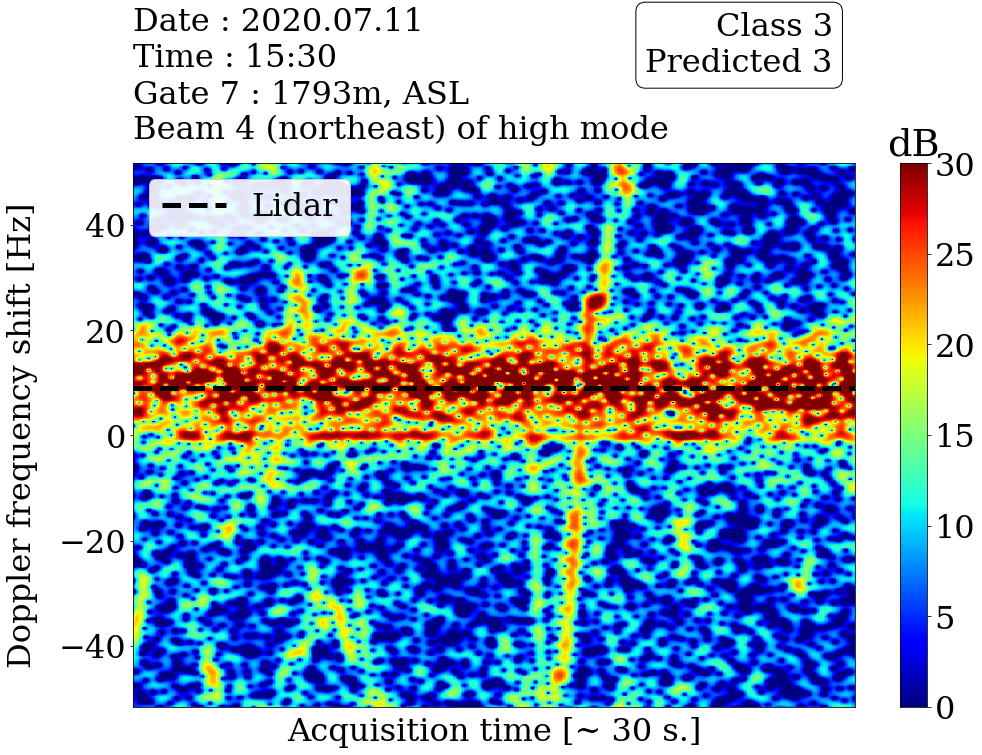 Date : 2020.07.11
Time : 15:30
Gate 7 : 1793m, ASL
Beam 4 (northeast) of high mode
Class 3
Predicted 3
dB
Lidar
Doppler frequency shift [Hz]
40
20
0
−20
−40
Acquisition time [~ 30 s.]
30
25
20
15
10
5
0